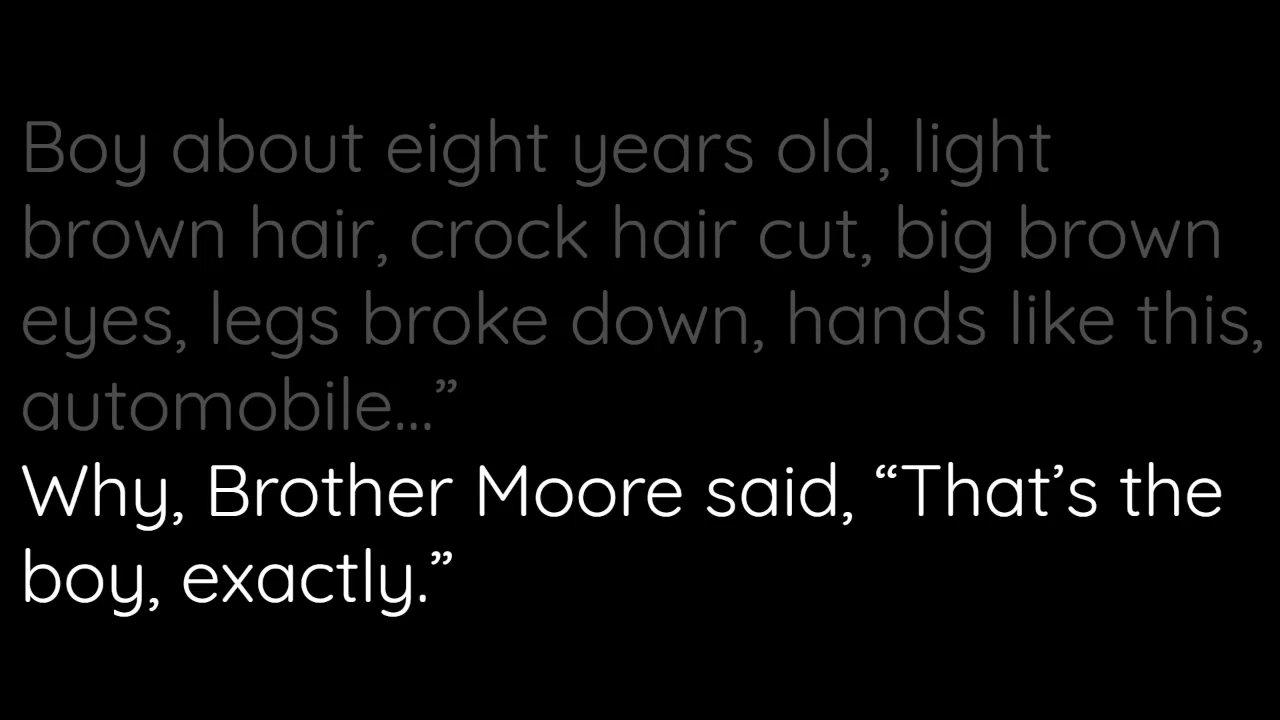 Boy about eight years old, light
brown hair, crock hair cut, big brown
eyes, legs broke down, hands like this,
automobile...”
Why, Brother Moore said, “That’s the
boy, exactly.”